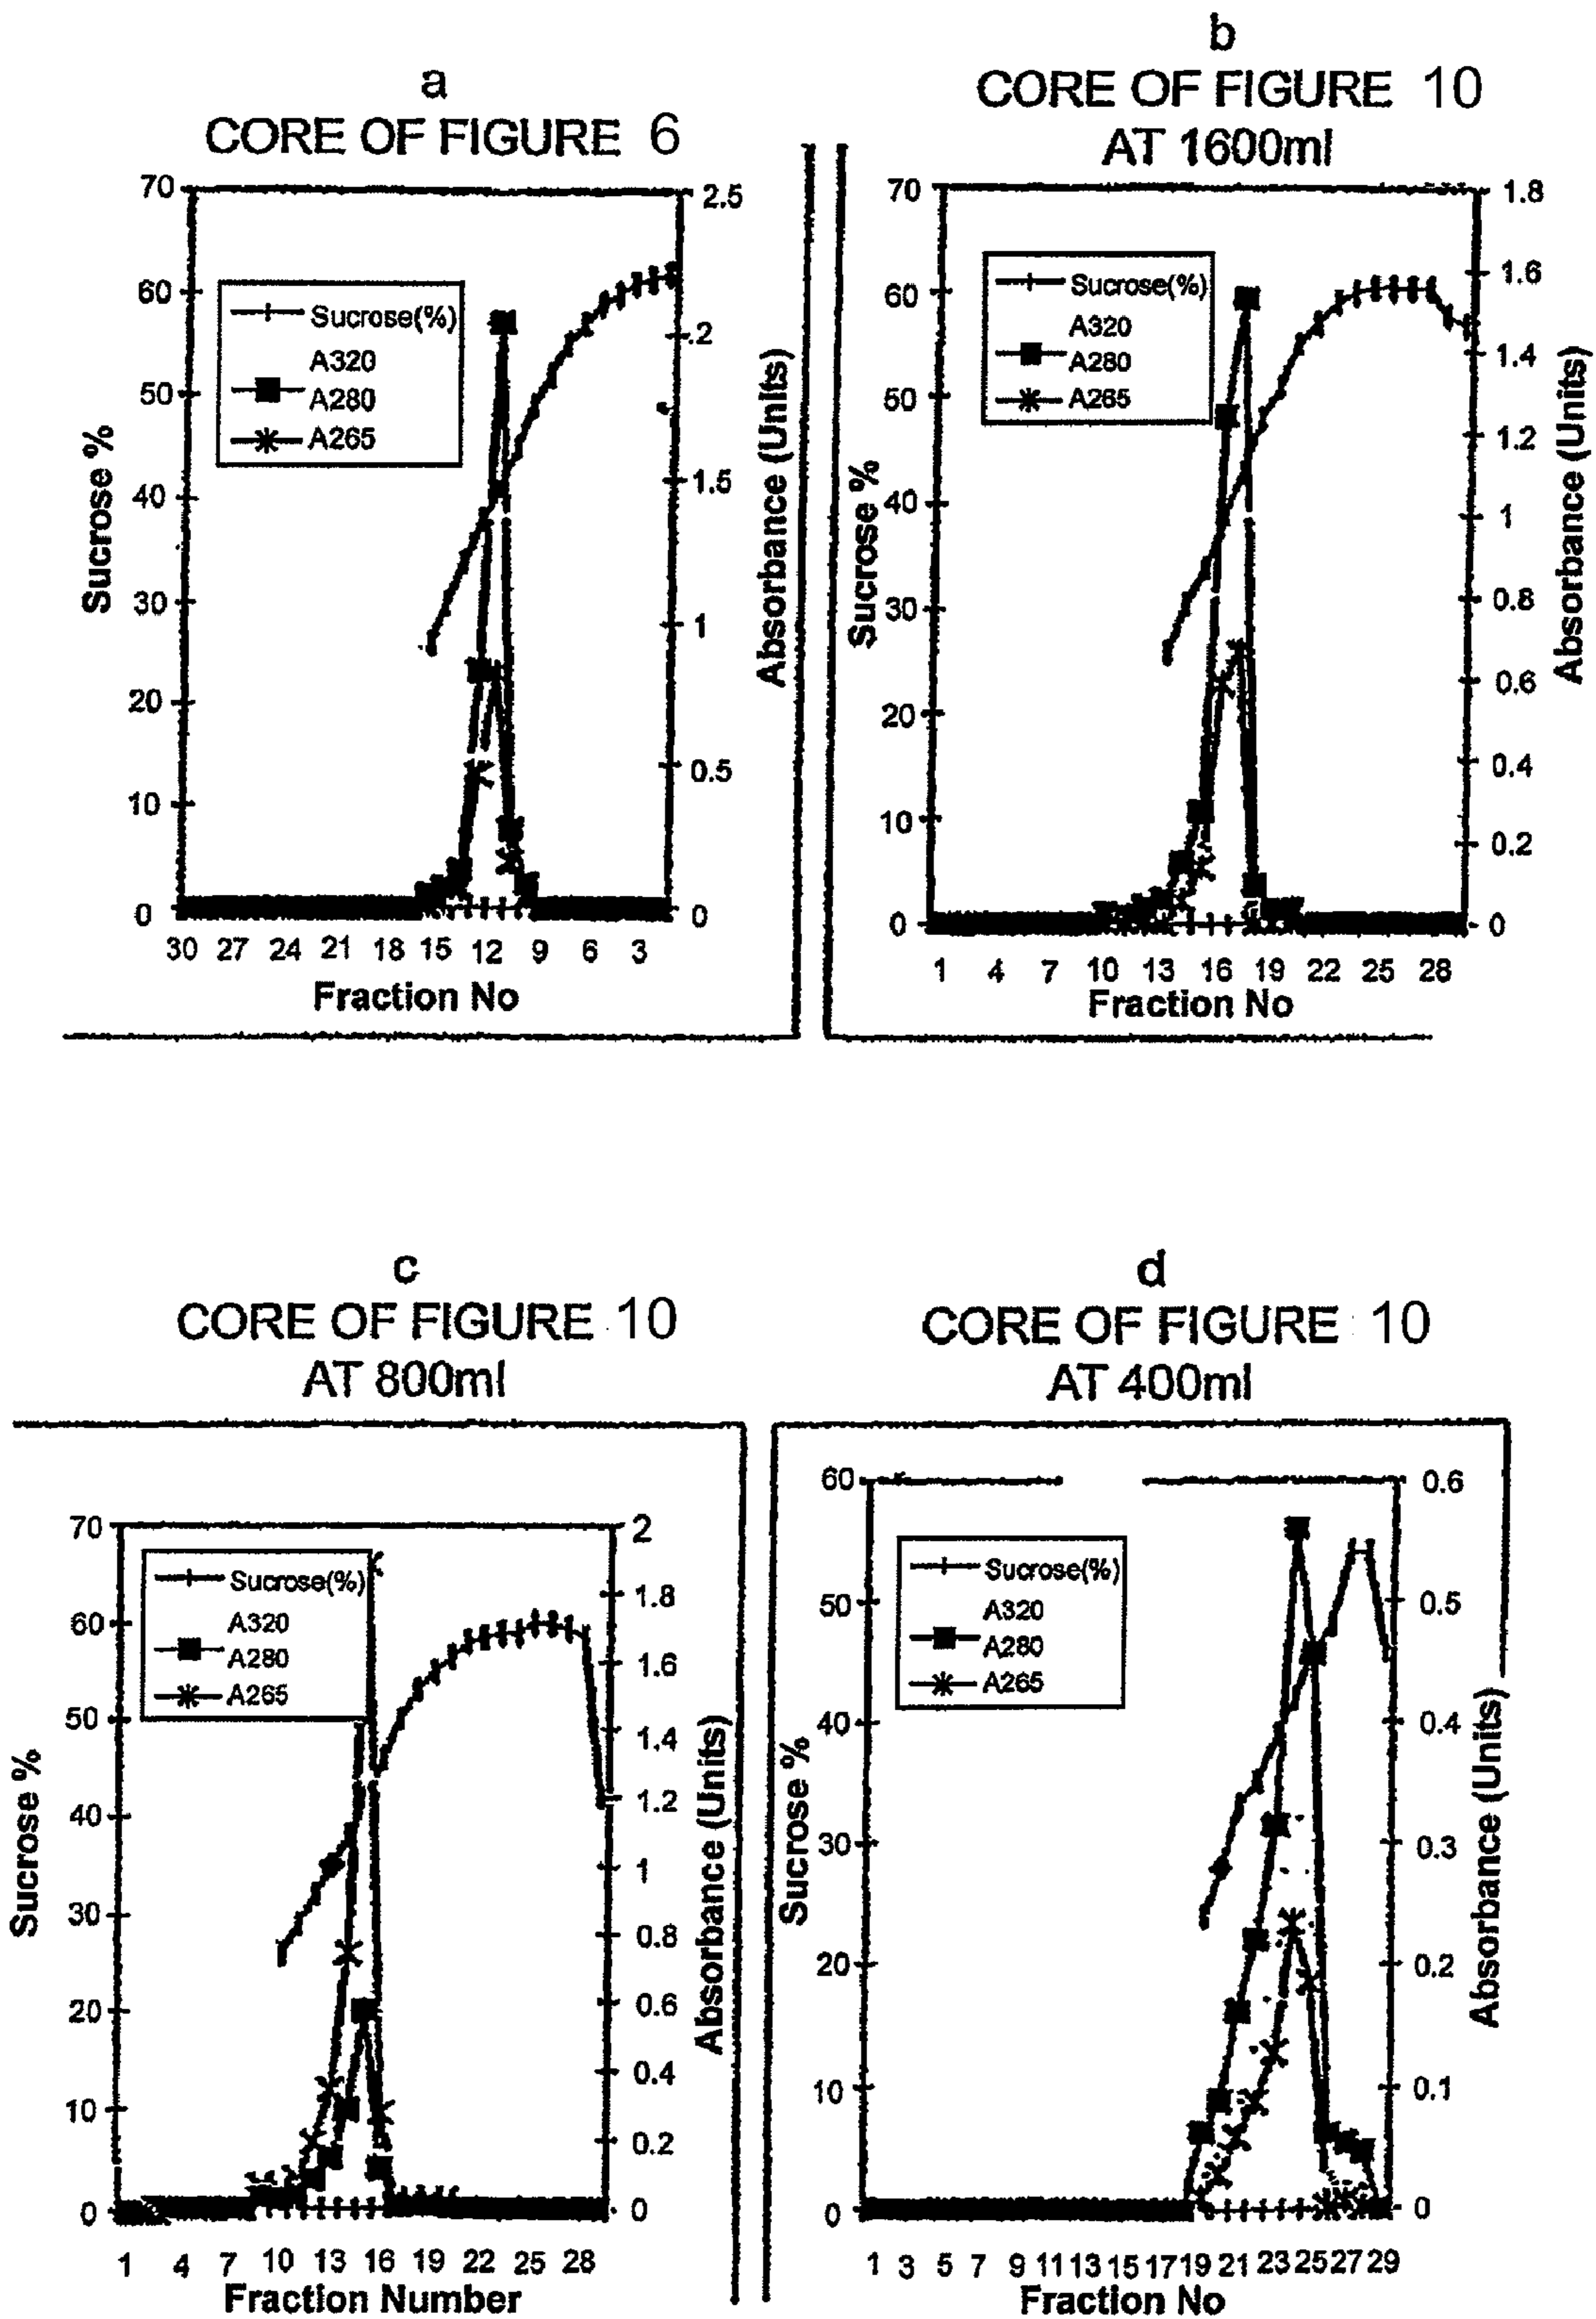 a
CORE OF FIGURE 6
70
60
50
40
30
20
10
0
Sucrose %
Sucrose(%)
A320
A280
A265
2.5
2
1.5
1
0.5
0
Absorbance (Units)
30 27 24 21 18 15 12 9 6 3
Fraction No
b
CORE OF FIGURE 10
AT 1600ml
70
60
50
40
30
20
10
0
Sucrose %
Sucrose(%)
A320
A280
A265
1.8
1.6
1.4
1.2
1
0.8
0.6
0.4
0.2
0
Absorbance (Units)
1 4 7 10 13 16 19 22 25 28
Fraction No
c
CORE OF FIGURE 10
AT 800ml
70
60
50
40
30
20
10
0
Sucrose %
Sucrose(%)
A320
A280
A265
2
1.8
1.6
1.4
1.2
1
0.8
0.6
0.4
0.2
0
Absorbance (Units)
1 4 7 10 13 16 19 22 25 28
Fraction Number
d
CORE OF FIGURE 10
AT 400ml
60
50
40
30
20
10
0
Sucrose %
Sucrose(%)
A320
A280
A265
0.6
0.5
0.4
0.3
0.2
0.1
0
Absorbance (Units)
1 3 5 7 9 11 13 15 17 19 21 23 25 27 29
Fraction No